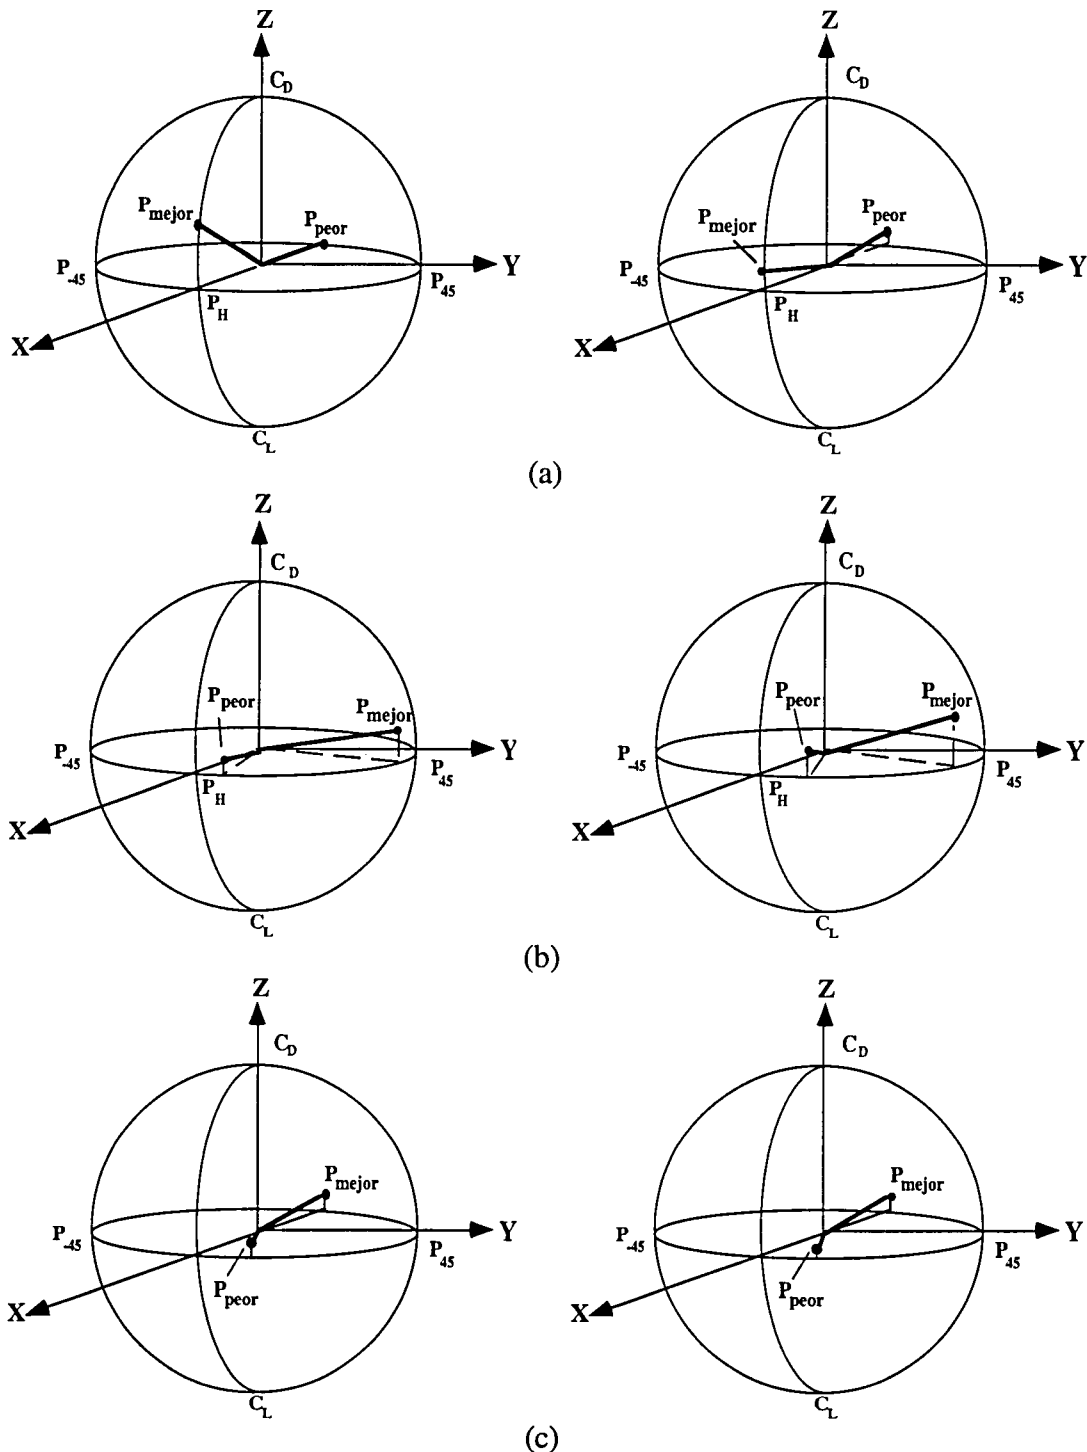 Z
C_D
P_mejor
P_peor
P_-45
Y
P_45
P_H
X
C_L
Z
C_D
P_mejor
P_peor
P_-45
Y
P_45
P_H
X
C_L
(a)
Z
C_D
P_peor
P_mejor
P_-45
Y
P_45
P_H
X
C_L
Z
C_D
P_peor
P_mejor
P_-45
Y
P_45
P_H
X
C_L
(b)
Z
C_D
P_mejor
P_-45
Y
P_45
P_peor
X
C_L
Z
C_D
P_mejor
P_-45
Y
P_45
P_peor
X
C_L
(c)